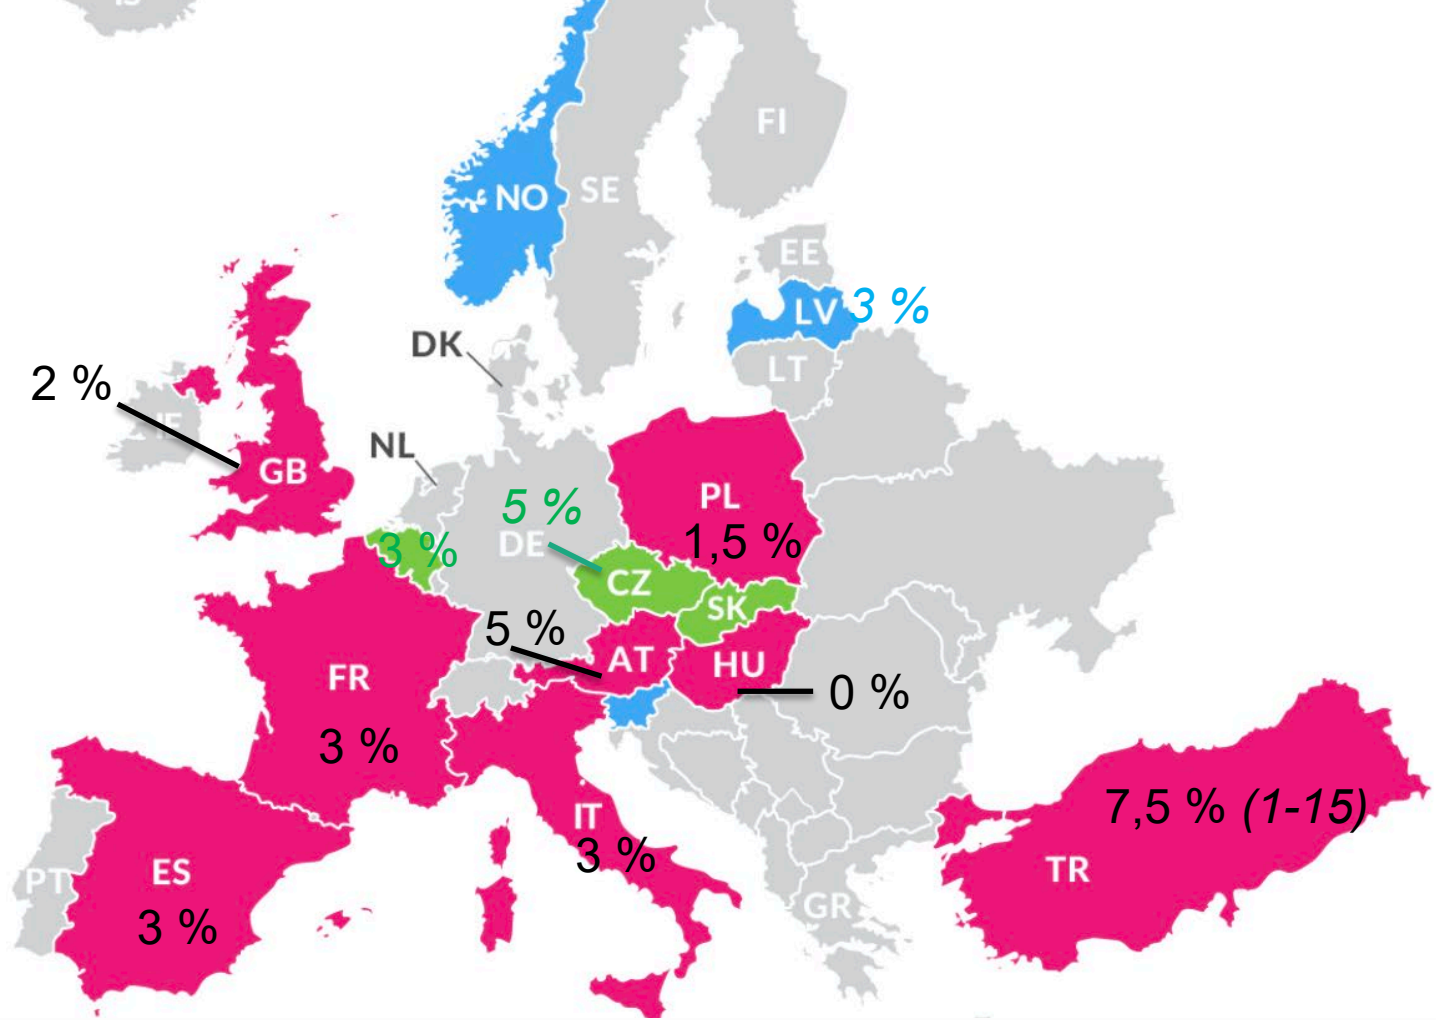 IS
FI
NO
SE
EE
LV 3 %
DK
LT
2 %
IE
NL
GB
PL
5 %
DE
1,5 %
3 %
CZ
SK
5 %
AT
HU
FR
0 %
3 %
7,5 % (1-15)
IT
3 %
ES
PT
TR
GR
3 %